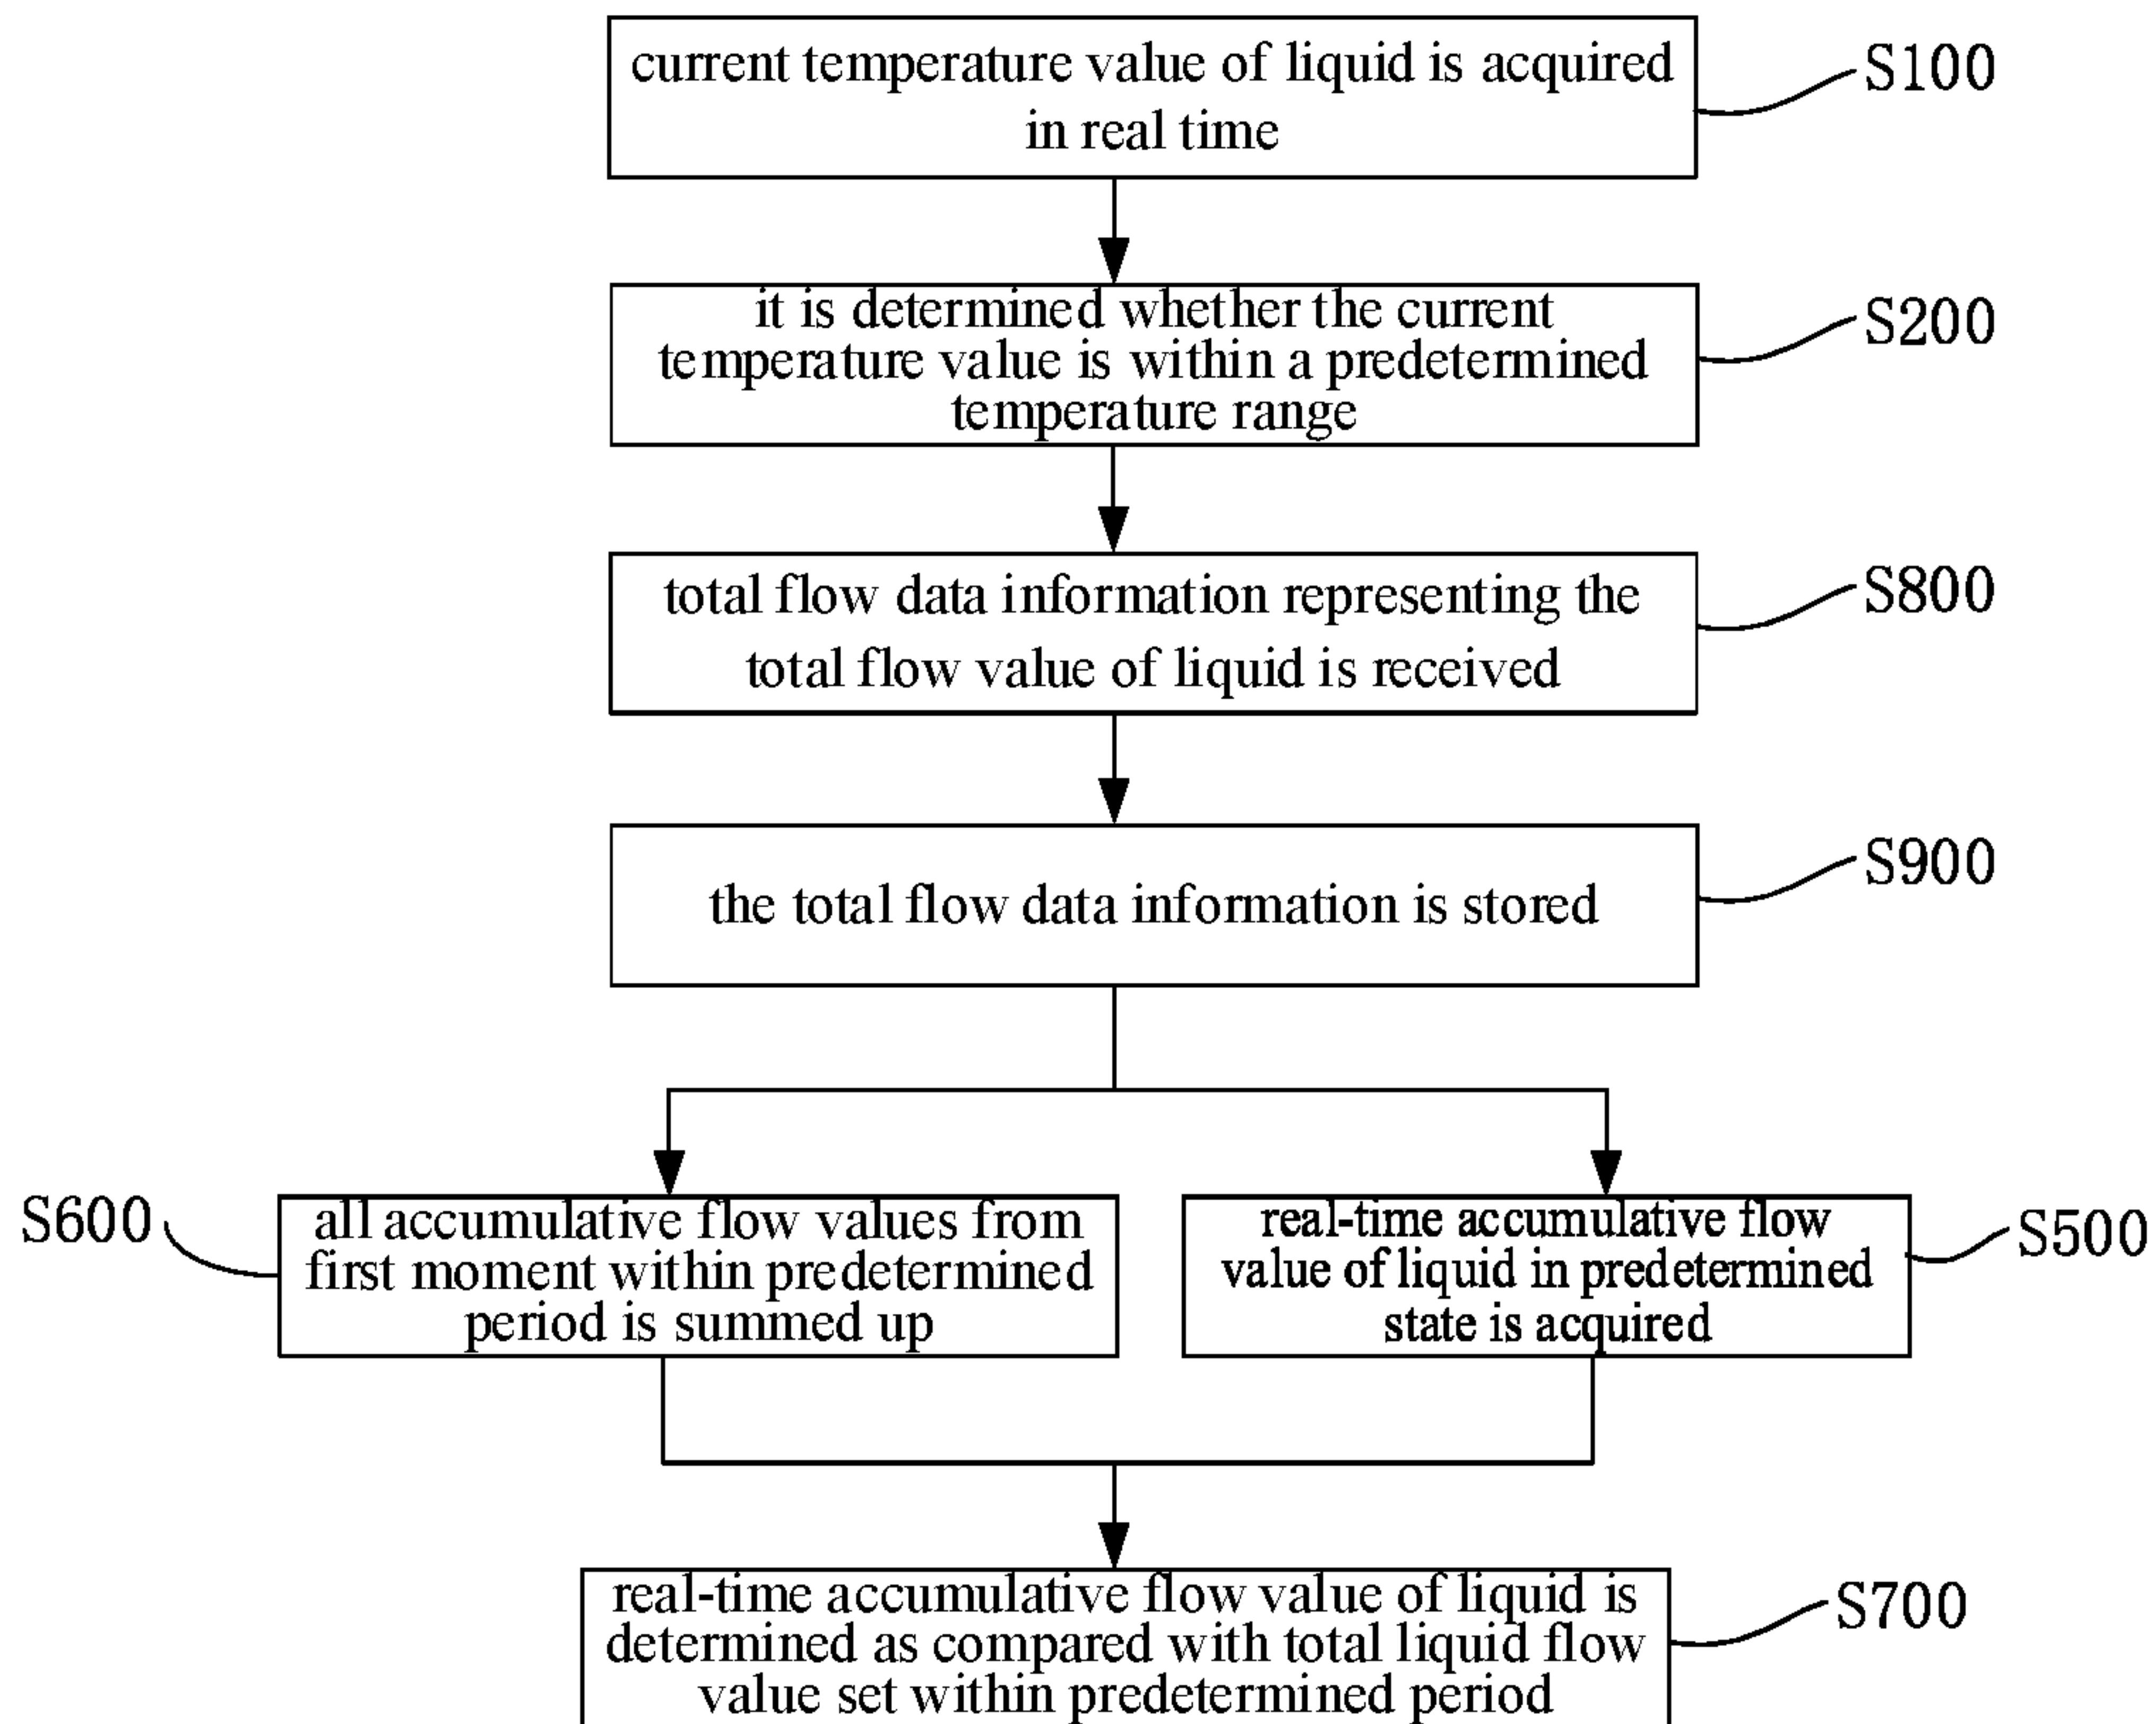 current temperature value of liquid is acquired
in real time
S100
it is determined whether the current
temperature value is within a predetermined
temperature range
S200
total flow data information representing the
total flow value of liquid is received
S800
the total flow data information is stored
S900
S600
all accumulative flow values from
first moment within predetermined
period is summed up
real-time accumulative flow
value of liquid in predetermined
state is acquired
S500
real-time accumulative flow value of liquid is
determined as compared with total liquid flow
value set within predetermined period
S700